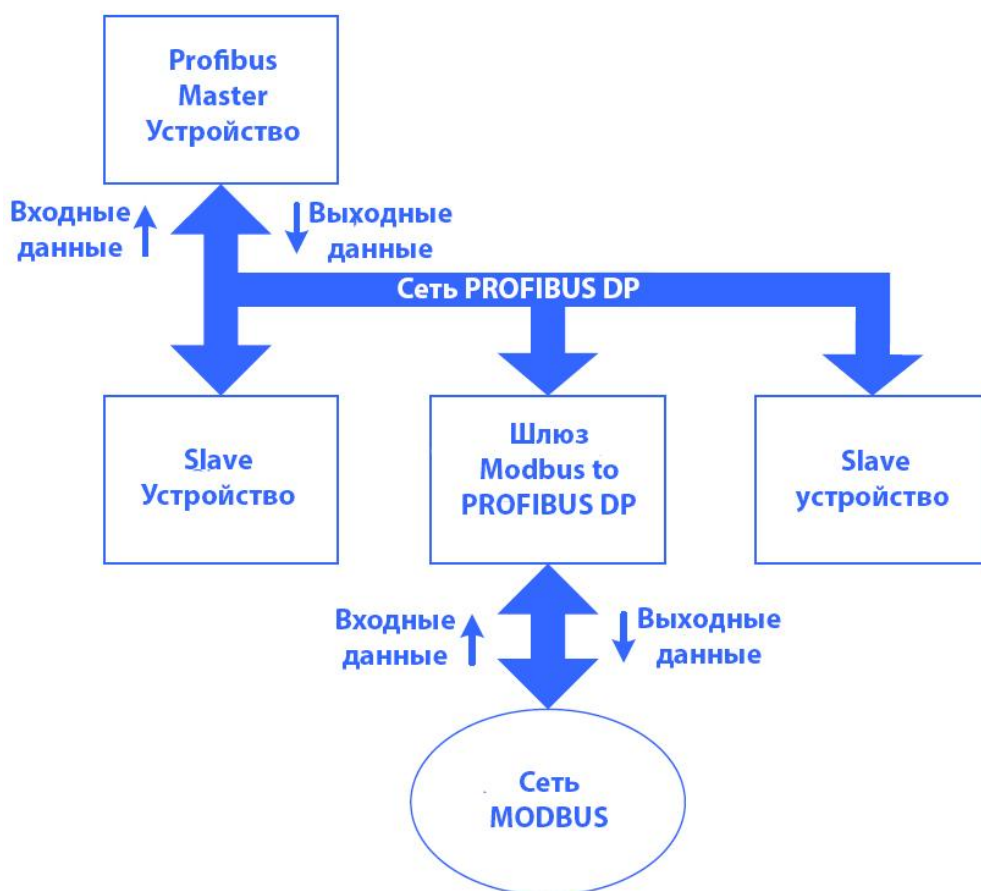 Profibus
Master
Устройство
Входные
данные
Выходные
данные
Сеть PROFIBUS DP
Slave
Устройство
Шлюз
Modbus to
PROFIBUS DP
Slave
устройство
Входные
данные
Выходные
данные
Сеть
MODBUS